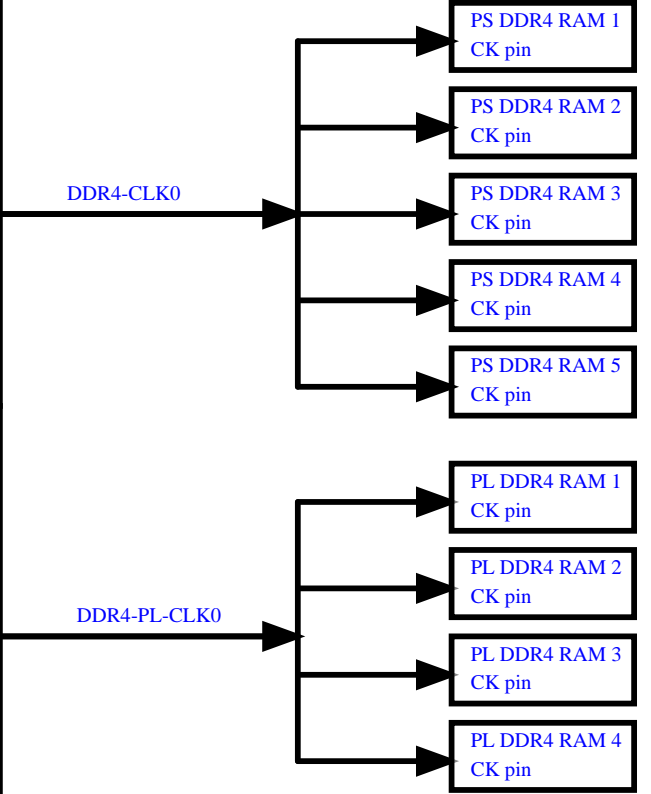 PS DDR4 RAM 1
CK pin
PS DDR4 RAM 2
CK pin
DDR4-CLK0
PS DDR4 RAM 3
CK pin
PS DDR4 RAM 4
CK pin
PS DDR4 RAM 5
CK pin
PL DDR4 RAM 1
CK pin
PL DDR4 RAM 2
CK pin
DDR4-PL-CLK0
PL DDR4 RAM 3
CK pin
PL DDR4 RAM 4
CK pin